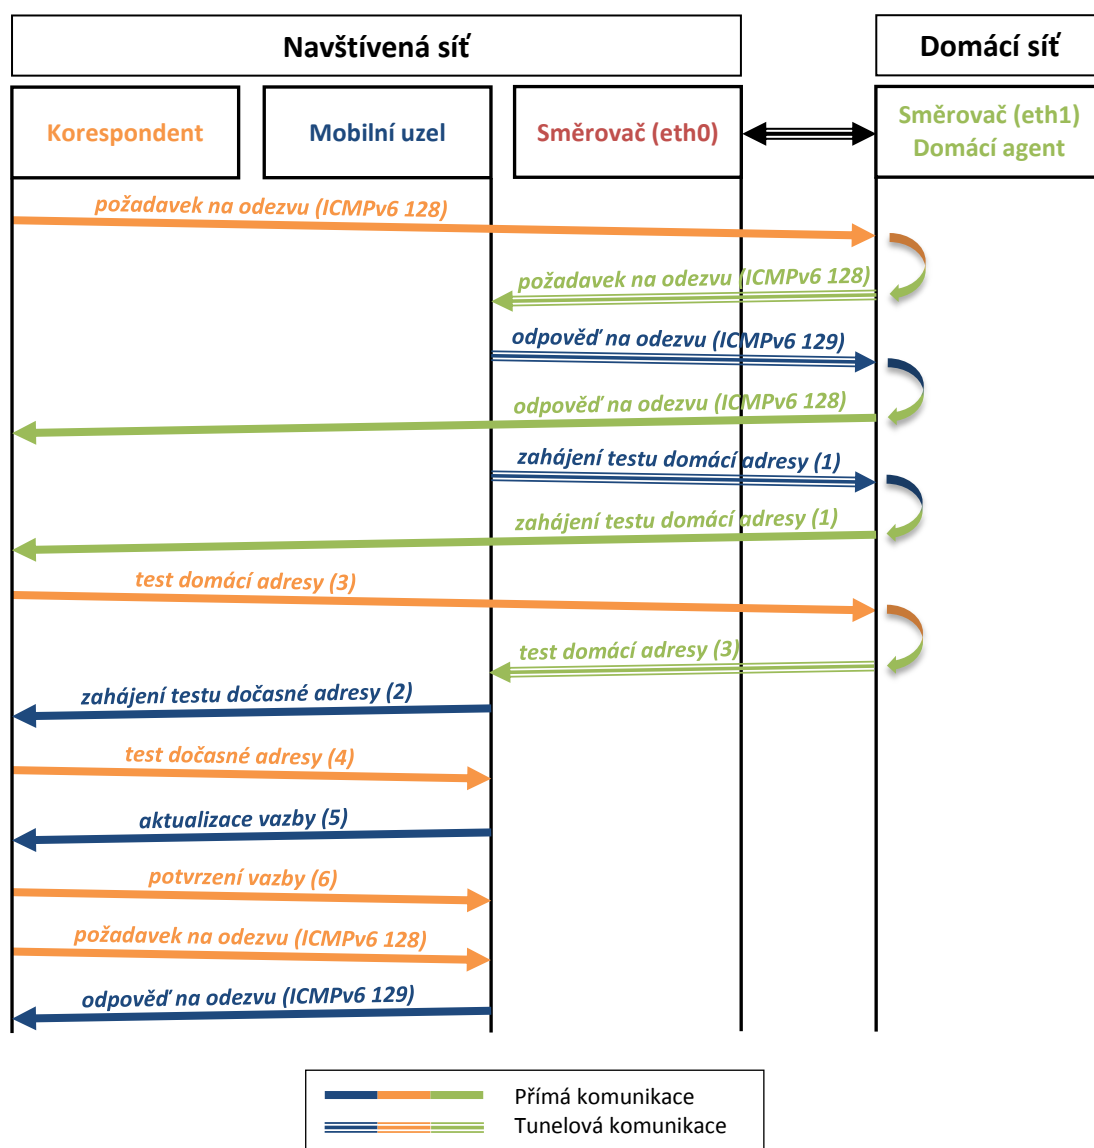 Navštívená síť
Domácí síť
Korespondent
Mobilní uzel
Směrovač (eth0)
Směrovač (eth1)
Domácí agent
požadavek na odezvu (ICMPv6 128)
požadavek na odezvu (ICMPv6 128)
odpověď na odezvu (ICMPv6 129)
odpověď na odezvu (ICMPv6 128)
zahájení testu domácí adresy (1)
zahájení testu domácí adresy (1)
test domácí adresy (3)
test domácí adresy (3)
zahájení testu dočasné adresy (2)
test dočasné adresy (4)
aktualizace vazby (5)
potvrzení vazby (6)
požadavek na odezvu (ICMPv6 128)
odpověď na odezvu (ICMPv6 129)
Přímá komunikace
Tunelová komunikace